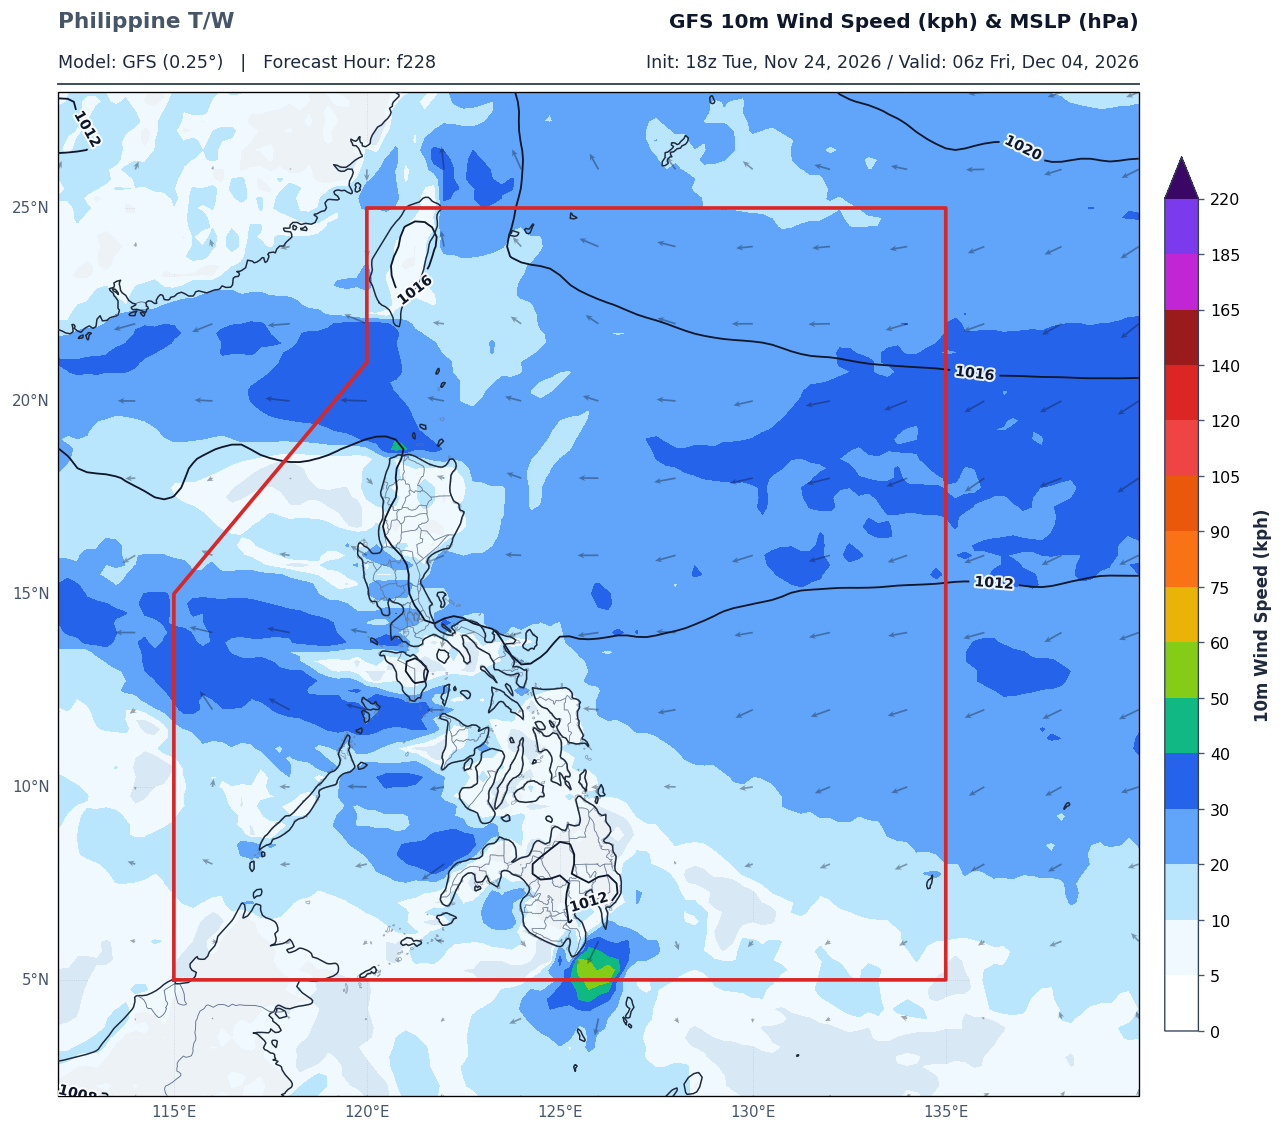 Philippine T/W
GFS 10m Wind Speed (kph) & MSLP (hPa)
Model: GFS (0.25°)   |   Forecast Hour: f228
Init: 18z Tue, Nov 24, 2026 / Valid: 06z Fri, Dec 04, 2026
1012
1020
1016
1016
1012
1012
25°N
20°N
15°N
10°N
5°N
115°E
120°E
125°E
130°E
135°E
220
185
165
140
120
105
90
75
60
50
40
30
20
10
5
0
10m Wind Speed (kph)